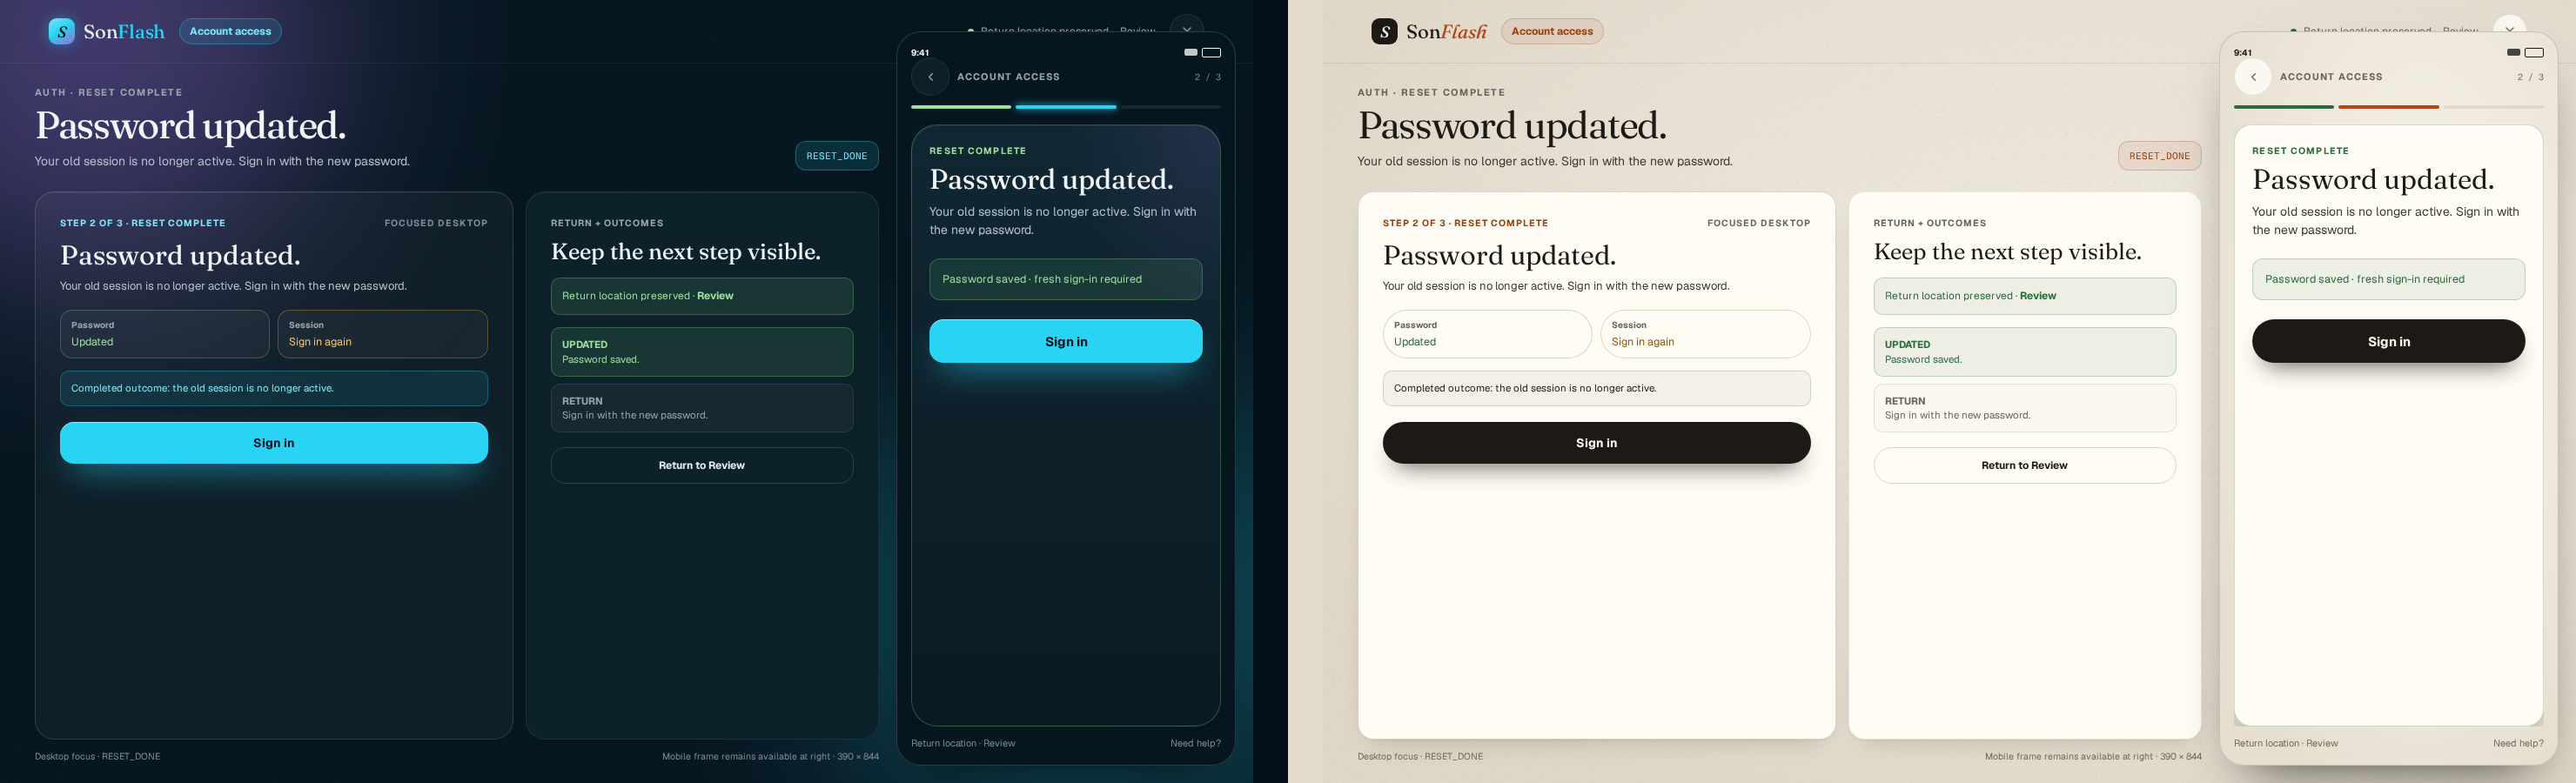 S SonFlash Account access
Return location preserved · Review
AUTH · RESET COMPLETE
Password updated.
Your old session is no longer active. Sign in with the new password.
RESET_DONE
STEP 2 OF 3 · RESET COMPLETE
FOCUSED DESKTOP
Password updated.
Your old session is no longer active. Sign in with the new password.
Password
Updated
Session
Sign in again
Completed outcome: the old session is no longer active.
Sign in
RETURN + OUTCOMES
Keep the next step visible.
Return location preserved · Review
UPDATED
Password saved.
RETURN
Sign in with the new password.
Return to Review
Desktop focus · RESET_DONE
Mobile frame remains available at right · 390 × 844
9:41
ACCOUNT ACCESS
2 / 3
RESET COMPLETE
Password updated.
Your old session is no longer active. Sign in with
the new password.
Password saved · fresh sign-in required
Sign in
Return location · Review
Need help?
S SonFlash Account access
Return location preserved · Review
AUTH · RESET COMPLETE
Password updated.
Your old session is no longer active. Sign in with the new password.
RESET_DONE
STEP 2 OF 3 · RESET COMPLETE
FOCUSED DESKTOP
Password updated.
Your old session is no longer active. Sign in with the new password.
Password
Updated
Session
Sign in again
Completed outcome: the old session is no longer active.
Sign in
RETURN + OUTCOMES
Keep the next step visible.
Return location preserved · Review
UPDATED
Password saved.
RETURN
Sign in with the new password.
Return to Review
Desktop focus · RESET_DONE
Mobile frame remains available at right · 390 × 844
9:41
ACCOUNT ACCESS
2 / 3
RESET COMPLETE
Password updated.
Your old session is no longer active. Sign in with
the new password.
Password saved · fresh sign-in required
Sign in
Return location · Review
Need help?